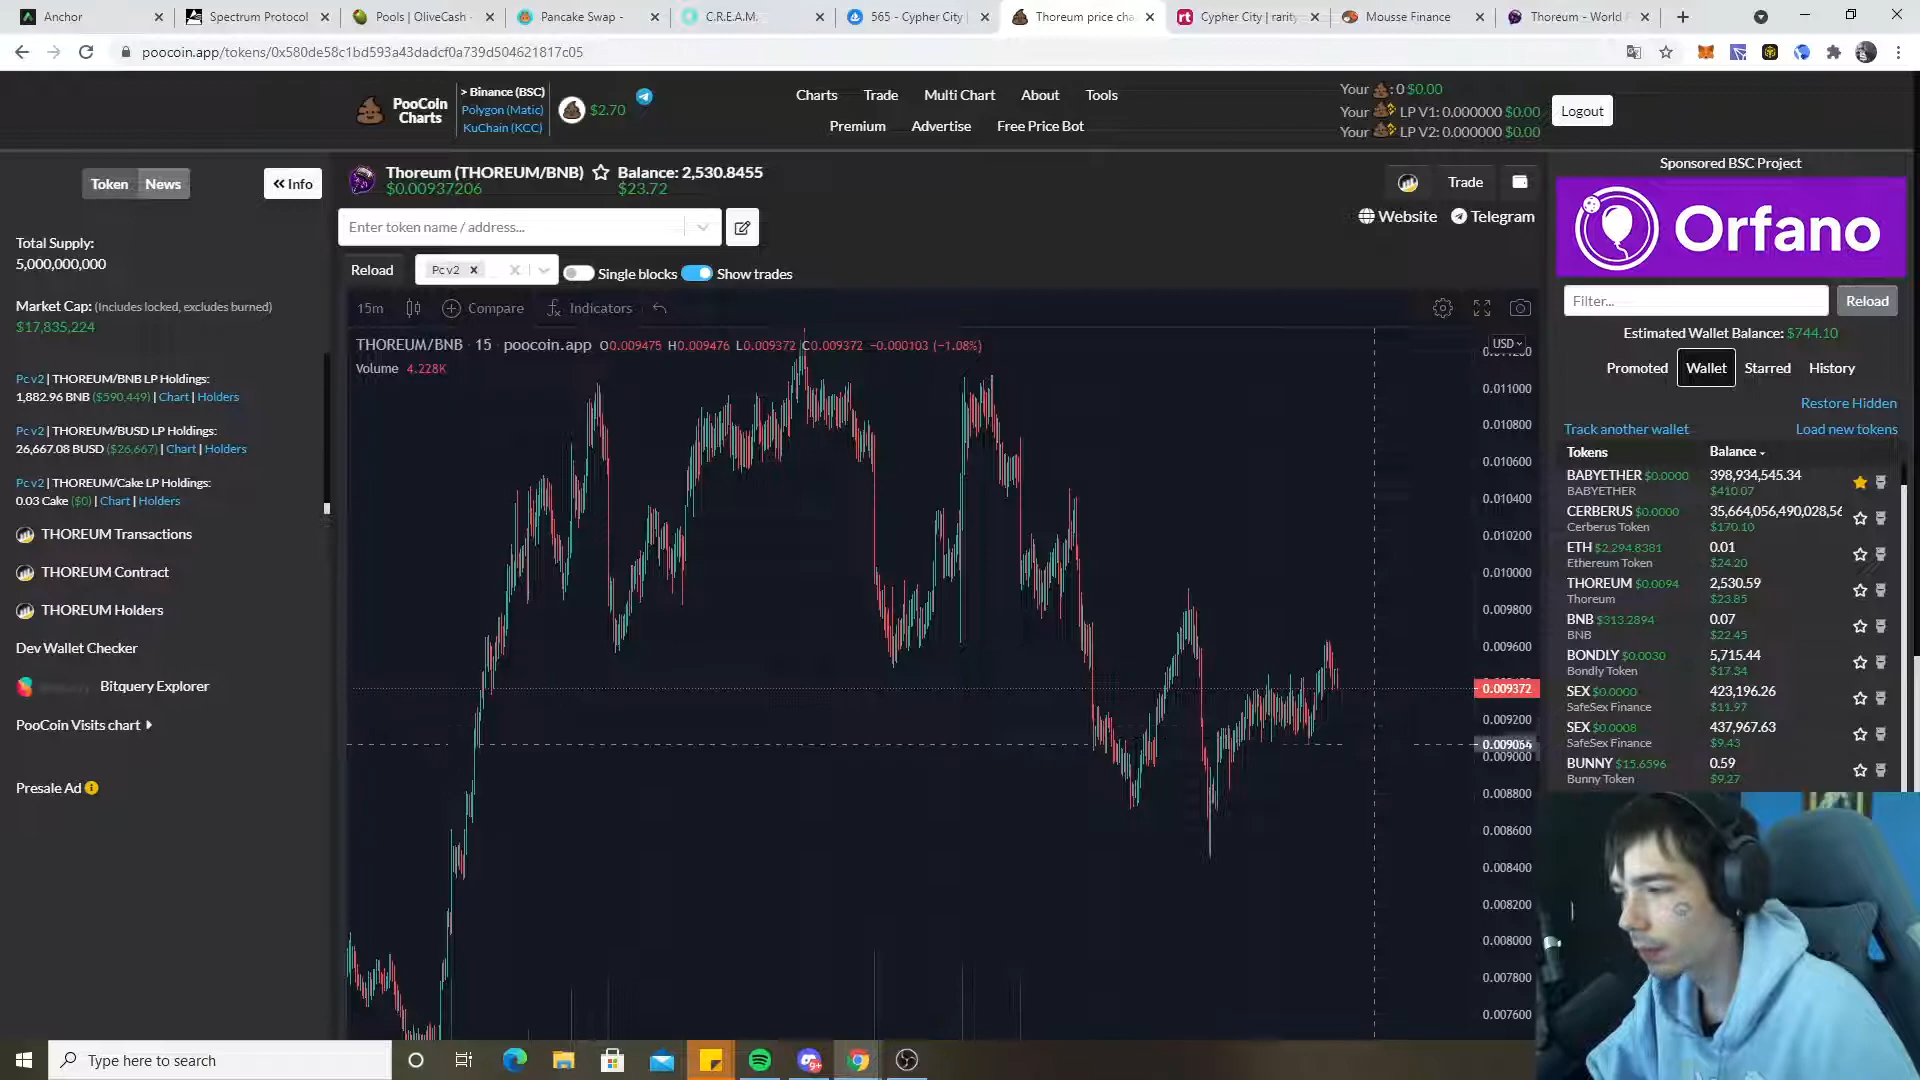 Anchor
Spectrum Protocol
Pools | OliveCash -
Pancake Swap -
C.R.E.A.M.
565 - Cypher City |
Thoreum price cha
Cypher City | rarity
Mousse Finance
Thoreum - World F
poocoin.app/tokens/0x580de58c1bd593a43dadcf0a739d504621817c05
PooCoin Charts
> Binance (BSC)
Polygon (Matic)
KuChain (KCC)
$2.70
Charts Trade Multi Chart About Tools
Premium Advertise Free Price Bot
Your : 0 $0.00
Your LP V1: 0.000000 $0.00
Your LP V2: 0.000000 $0.00
Logout
Token News
Info
Total Supply:
5,000,000,000
Market Cap: (Includes locked, excludes burned)
$17,835,224
Pc v2 | THOREUM/BNB LP Holdings:
1,882.96 BNB ($590,449) | Chart | Holders
Pc v2 | THOREUM/BUSD LP Holdings:
26,667.08 BUSD ($26,667) | Chart | Holders
Pc v2 | THOREUM/Cake LP Holdings:
0.03 Cake ($0) | Chart | Holders
THOREUM Transactions
THOREUM Contract
THOREUM Holders
Dev Wallet Checker
Bitquery Explorer
PooCoin Visits chart
Presale Ad
Thoreum (THOREUM/BNB)
$0.00937206
Balance: 2,530.8455
$23.72
Trade
Website Telegram
Enter token name / address...
Reload
Pc v2
Single blocks
Show trades
15m
Compare
Indicators
THOREUM/BNB · 15 · poocoin.app O0.009475 H0.009476 L0.009372 C0.009372 −0.000103 (−1.08%)
Volume 4.228K
USD
0.011000
0.010800
0.010600
0.010400
0.010200
0.010000
0.009800
0.009600
0.009372
0.009200
0.009064
0.009000
0.008800
0.008600
0.008400
0.008200
0.008000
0.007800
0.007600
Sponsored BSC Project
Orfano
Filter...
Reload
Estimated Wallet Balance: $744.10
Promoted Wallet Starred History
Restore Hidden
Track another wallet
Load new tokens
Tokens Balance
BABYETHER $0.0000 398,934,545.34
BABYETHER $410.07
CERBERUS $0.0000 35,664,056,490,028,56
Cerberus Token $170.10
ETH $2,294.8381 0.01
Ethereum Token $24.20
THOREUM $0.0094 2,530.59
Thoreum $23.85
BNB $313.2894 0.07
BNB $22.45
BONDLY $0.0030 5,715.44
Bondly Token $17.34
SEX $0.0000 423,196.26
SafeSex Finance $11.97
SEX $0.0008 437,967.63
SafeSex Finance $9.43
BUNNY $15.6596 0.59
Bunny Token $9.27
Type here to search